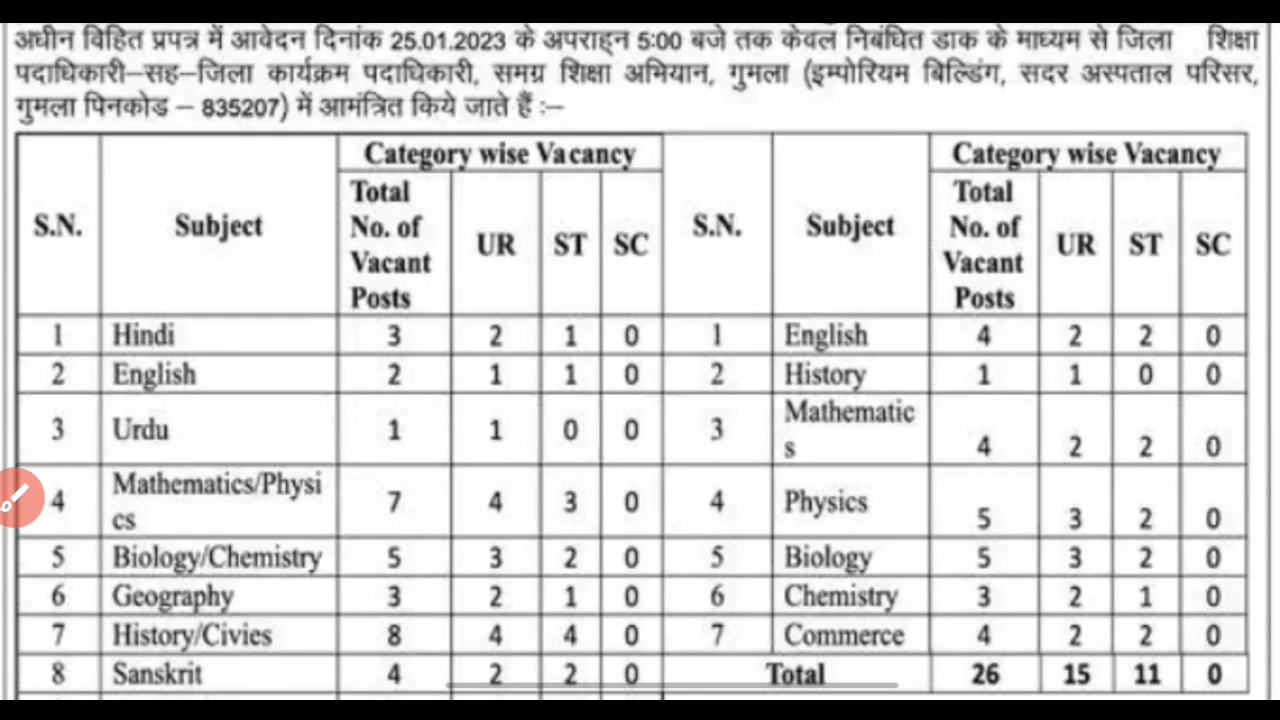 अधीन विहित प्रपत्र में आवेदन दिनांक 25.01.2023 के अपराह्न 5:00 बजे तक केवल निबंधित डाक के माध्यम से जिला शिक्षा
पदाधिकारी–सह–जिला कार्यक्रम पदाधिकारी, समग्र शिक्षा अभियान, गुमला (इम्पोरियम बिल्डिंग, सदर अस्पताल परिसर,
गुमला पिनकोड – 835207) में आमंत्रित किये जाते हैं :–
Category wise Vacancy Category wise Vacancy
S.N. Subject Total No. of Vacant Posts UR ST SC S.N. Subject Total No. of Vacant Posts UR ST SC
1 Hindi 3 2 1 0 1 English 4 2 2 0
2 English 2 1 1 0 2 History 1 1 0 0
3 Urdu 1 1 0 0 3 Mathematics 4 2 2 0
4 Mathematics/Physics 7 4 3 0 4 Physics 5 3 2 0
5 Biology/Chemistry 5 3 2 0 5 Biology 5 3 2 0
6 Geography 3 2 1 0 6 Chemistry 3 2 1 0
7 History/Civies 8 4 4 0 7 Commerce 4 2 2 0
8 Sanskrit 4 2 2 0 Total 26 15 11 0